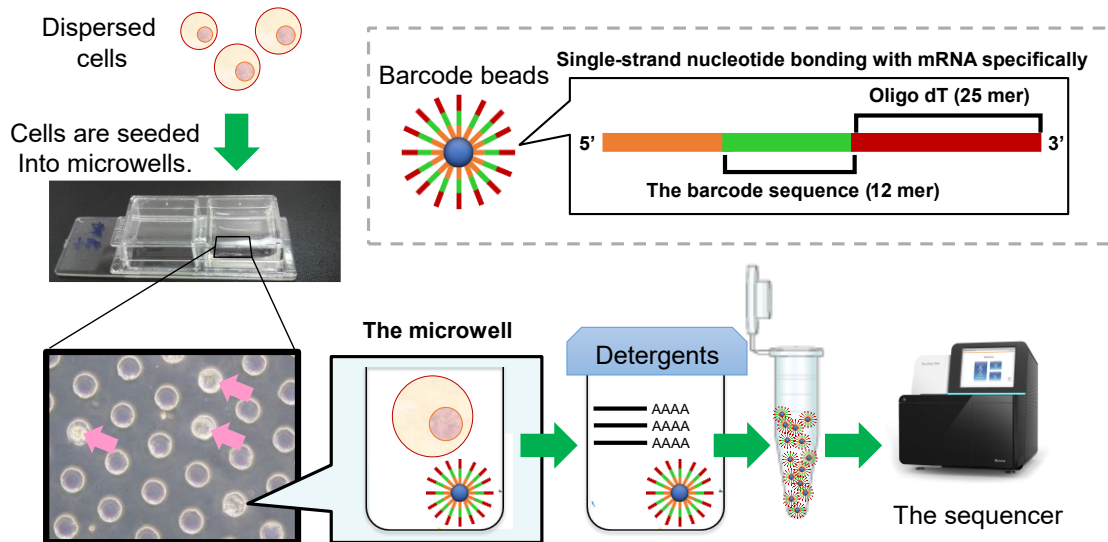 Dispersed
cells
Cells are seeded
Into microwells.
Barcode beads
Single-strand nucleotide bonding with mRNA specifically
Oligo dT (25 mer)
5’
3’
The barcode sequence (12 mer)
The microwell
Detergents
AAAA
AAAA
AAAA
The sequencer